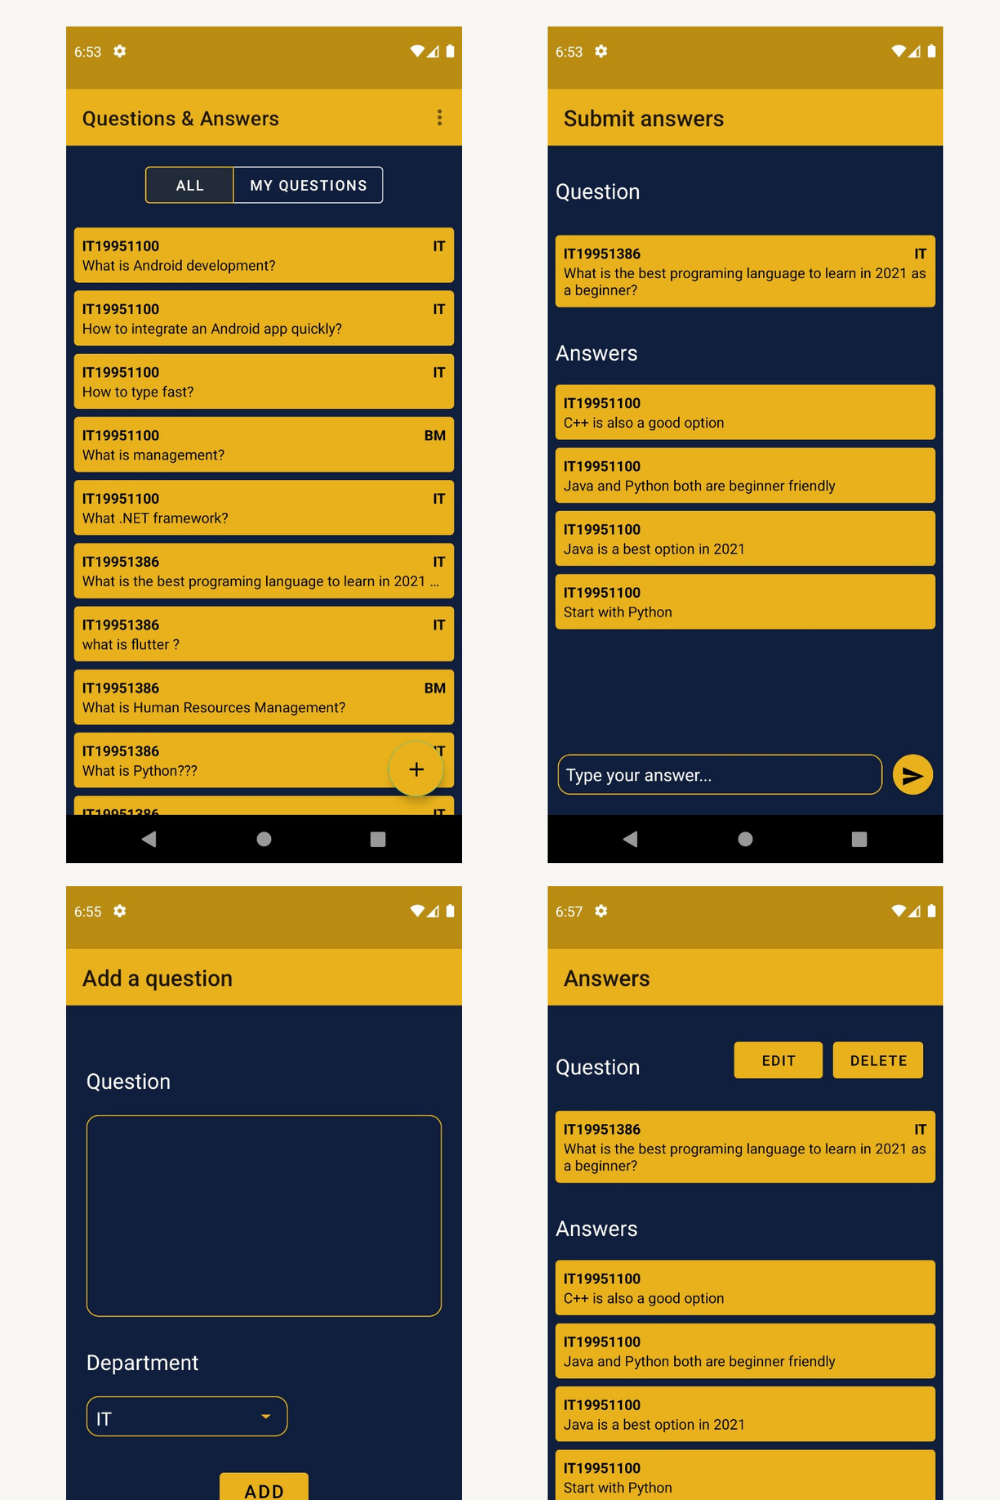 6:53
Questions & Answers
ALL
MY QUESTIONS
IT19951100 IT
What is Android development?
IT19951100 IT
How to integrate an Android app quickly?
IT19951100 IT
How to type fast?
IT19951100 BM
What is management?
IT19951100 IT
What .NET framework?
IT19951386 IT
What is the best programing language to learn in 2021 ...
IT19951386 IT
what is flutter ?
IT19951386 BM
What is Human Resources Management?
IT19951386 IT
What is Python???
+
IT19951386 IT
6:53
Submit answers
Question
IT19951386 IT
What is the best programing language to learn in 2021 as
a beginner?
Answers
IT19951100
C++ is also a good option
IT19951100
Java and Python both are beginner friendly
IT19951100
Java is a best option in 2021
IT19951100
Start with Python
Type your answer...
6:55
Add a question
Question
Department
IT
ADD
6:57
Answers
Question
EDIT
DELETE
IT19951386 IT
What is the best programing language to learn in 2021 as
a beginner?
Answers
IT19951100
C++ is also a good option
IT19951100
Java and Python both are beginner friendly
IT19951100
Java is a best option in 2021
IT19951100
Start with Python